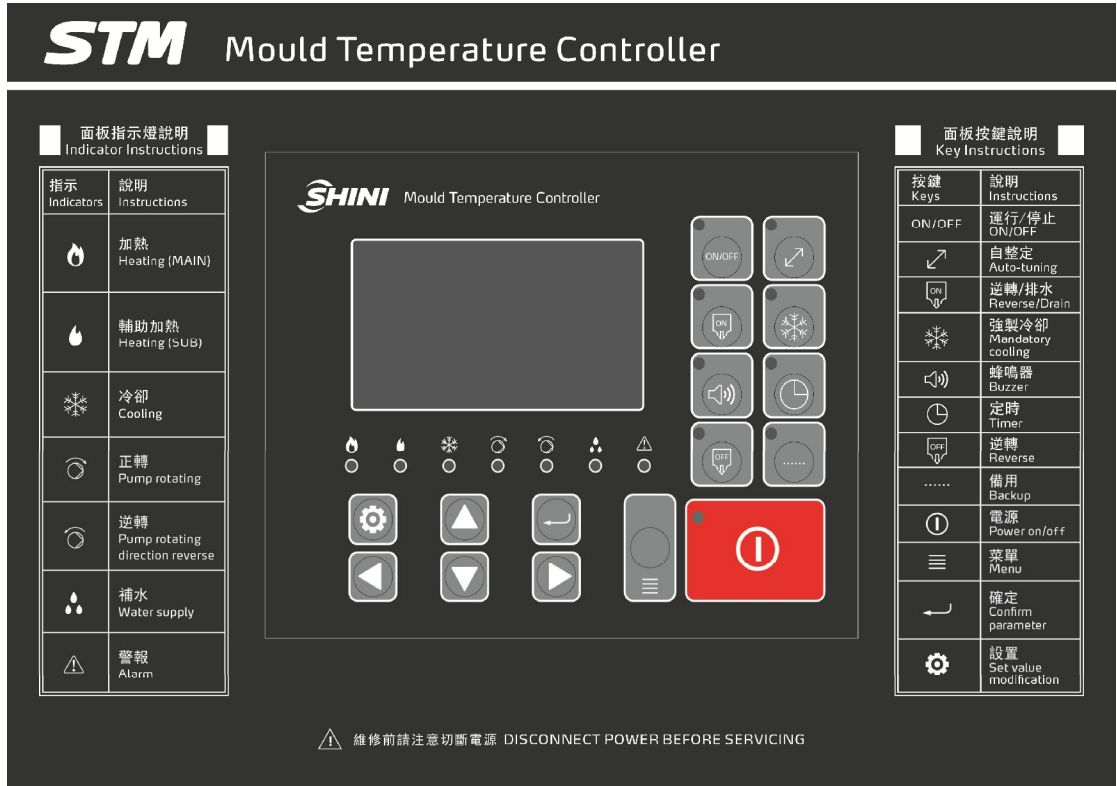 STM Mould Temperature Controller
面板指示燈說明
Indicator Instructions
指示 說明
Indicators Instructions
加熱
Heating (MAIN)
輔助加熱
Heating (SUB)
冷卻
Cooling
正轉
Pump rotating
逆轉
Pump rotating
direction reverse
補水
Water supply
警報
Alarm
SHINI Mould Temperature Controller
ON/OFF
ON
OFF
......
面板按鍵說明
Key Instructions
按鍵 說明
Keys Instructions
ON/OFF 運行/停止
ON/OFF
自整定
Auto-tuning
ON 逆轉/排水
Reverse/Drain
強製冷卻
Mandatory
cooling
蜂鳴器
Buzzer
定時
Timer
OFF 逆轉
Reverse
...... 備用
Backup
電源
Power on/off
菜單
Menu
確定
Confirm
parameter
設置
Set value
modification
維修前請注意切斷電源 DISCONNECT POWER BEFORE SERVICING